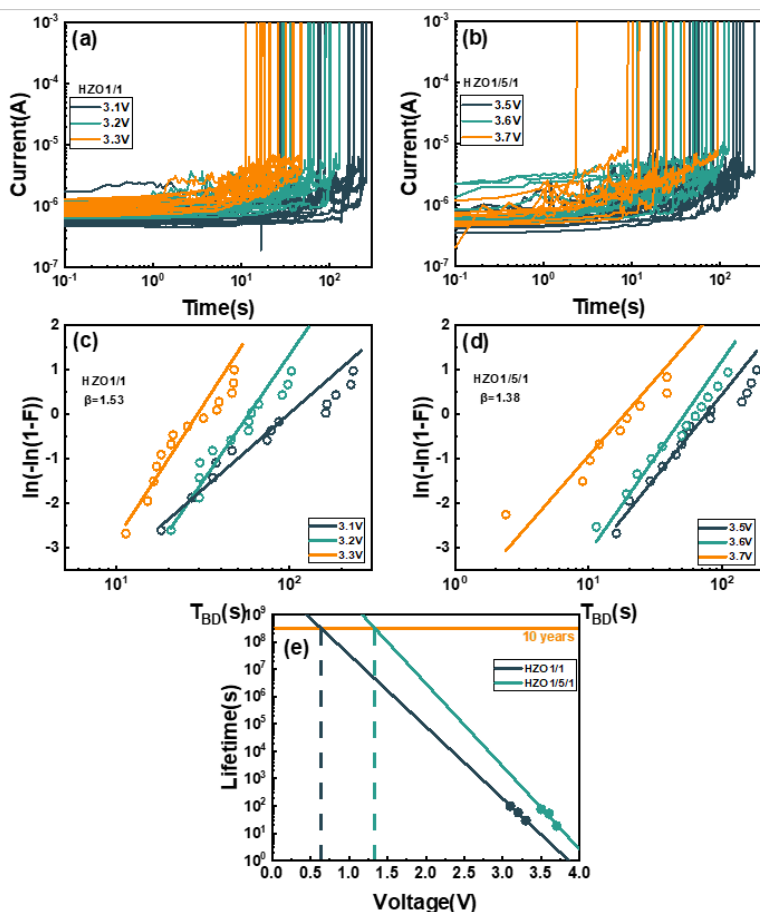 (a)
HZO1/1
3.1V
3.2V
3.3V
Current(A)
10⁻³
10⁻⁴
10⁻⁵
10⁻⁶
10⁻⁷
10⁻¹ 10⁰ 10¹ 10²
Time(s)
(b)
HZO1/5/1
3.5V
3.6V
3.7V
Current(A)
10⁻³
10⁻⁴
10⁻⁵
10⁻⁶
10⁻⁷
10⁻¹ 10⁰ 10¹ 10²
Time(s)
(c)
HZO1/1
β=1.53
ln(-ln(1-F))
2
1
0
-1
-2
-3
3.1V
3.2V
3.3V
10¹ 10²
T_BD(s)
(d)
HZO1/5/1
β=1.38
ln(-ln(1-F))
2
1
0
-1
-2
-3
3.5V
3.6V
3.7V
10⁰ 10¹ 10²
T_BD(s)
(e)
10 years
HZO1/1
HZO1/5/1
Lifetime(s)
10⁹
10⁸
10⁷
10⁶
10⁵
10⁴
10³
10²
10¹
10⁰
0.0 0.5 1.0 1.5 2.0 2.5 3.0 3.5 4.0
Voltage(V)